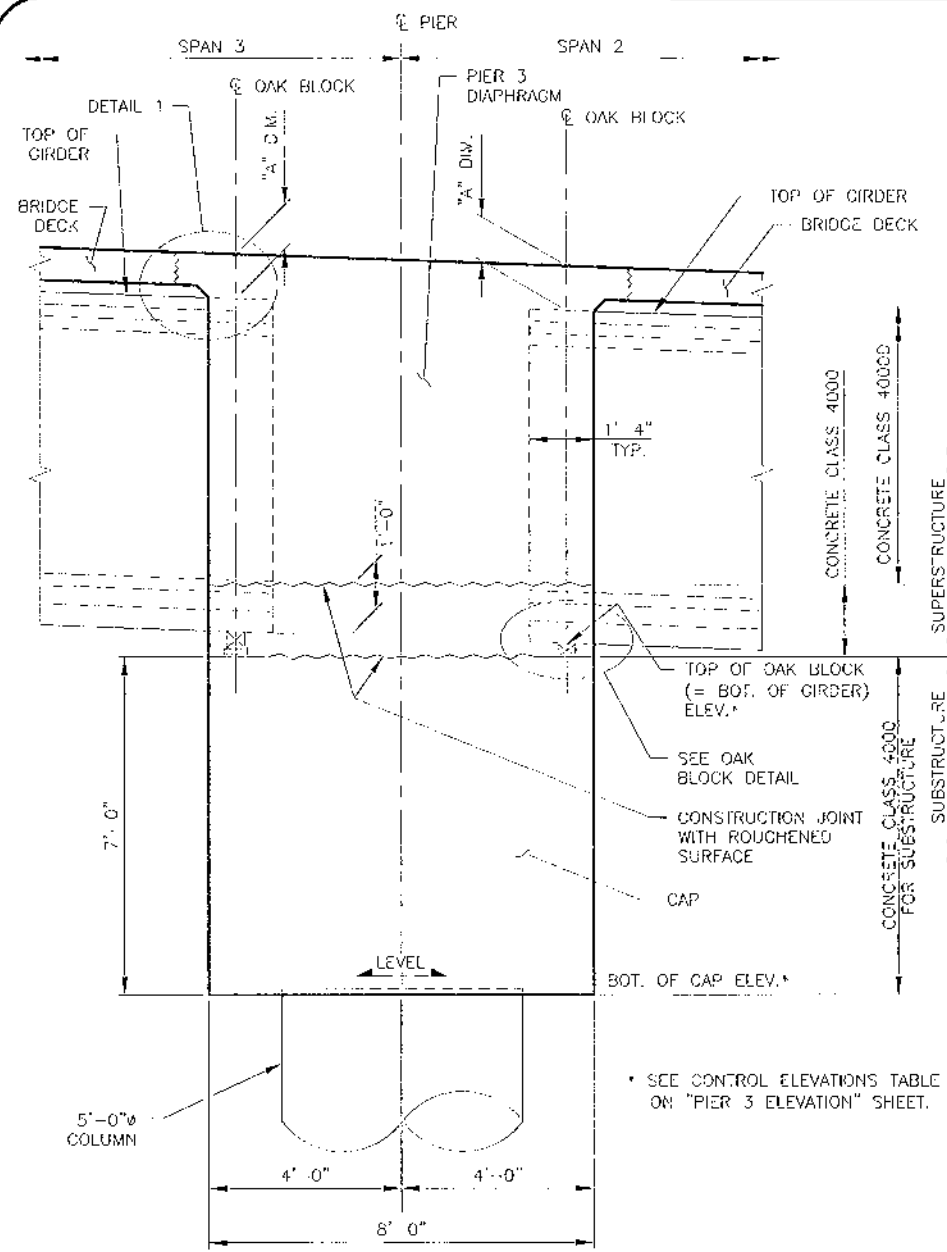 ℄ PIER
SPAN 3
SPAN 2
℄ OAK BLOCK
PIER 3
DIAPHRAGM
℄ OAK BLOCK
DETAIL 1
"A" DIM.
"A" DIV.
TOP OF
GIRDER
TOP OF GIRDER
BRIDGE
DECK
BRIDGE DECK
1'-4"
TYP.
CONCRETE CLASS 4000
CONCRETE CLASS 4000D
SUPERSTRUCTURE
1'-0"
TOP OF OAK BLOCK
(= BOT. OF GIRDER)
ELEV.*
SEE OAK
BLOCK DETAIL
CONSTRUCTION JOINT
WITH ROUGHENED
SURFACE
7'-0"
CONCRETE CLASS 4000
FOR SUBSTRUCTURE
SUBSTRUCTURE
CAP
LEVEL
BOT. OF CAP ELEV.*
* SEE CONTROL ELEVATIONS TABLE
ON "PIER 3 ELEVATION" SHEET.
5'-0"ø
COLUMN
4'-0"
4'-0"
8'-0"